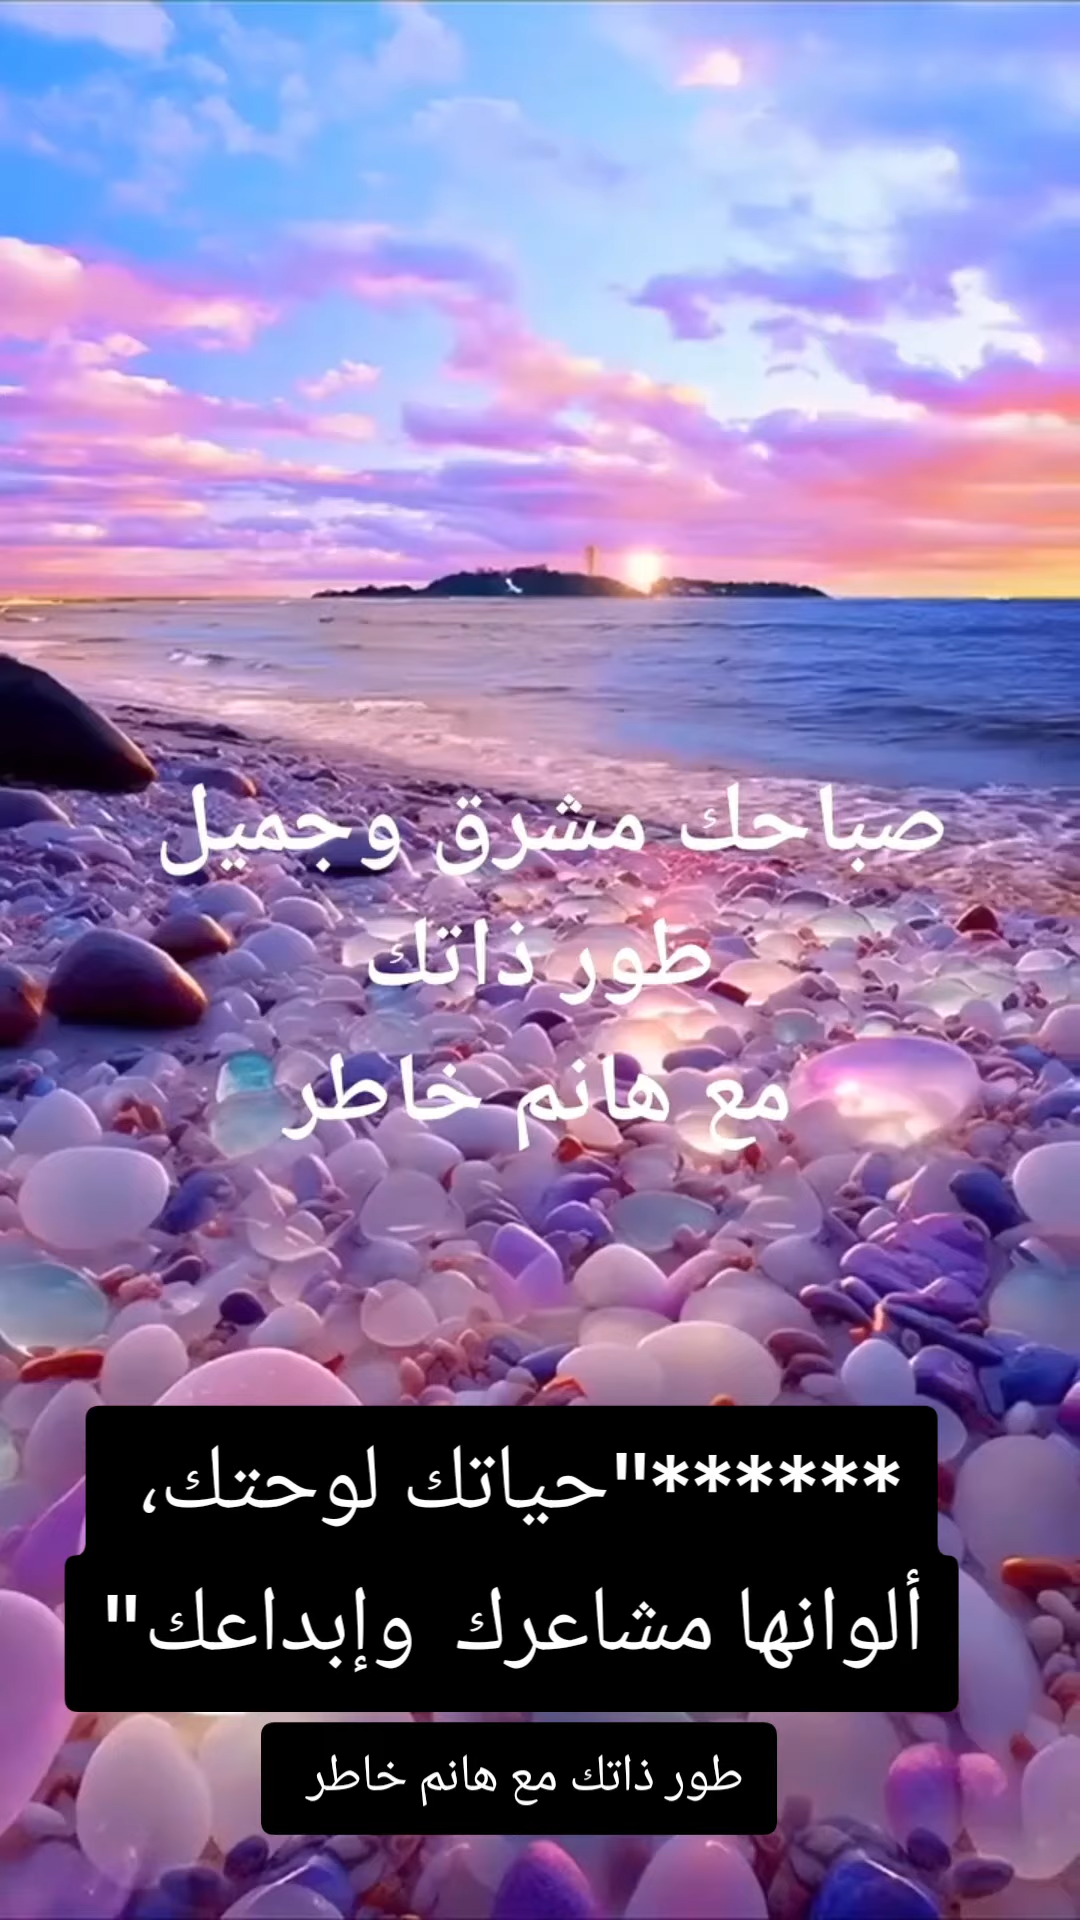 صباحك مشرق وجميل
طور ذاتك
مع هانم خاطر
******"حياتك لوحتك،
ألوانها مشاعرك وإبداعك"
طور ذاتك مع هانم خاطر